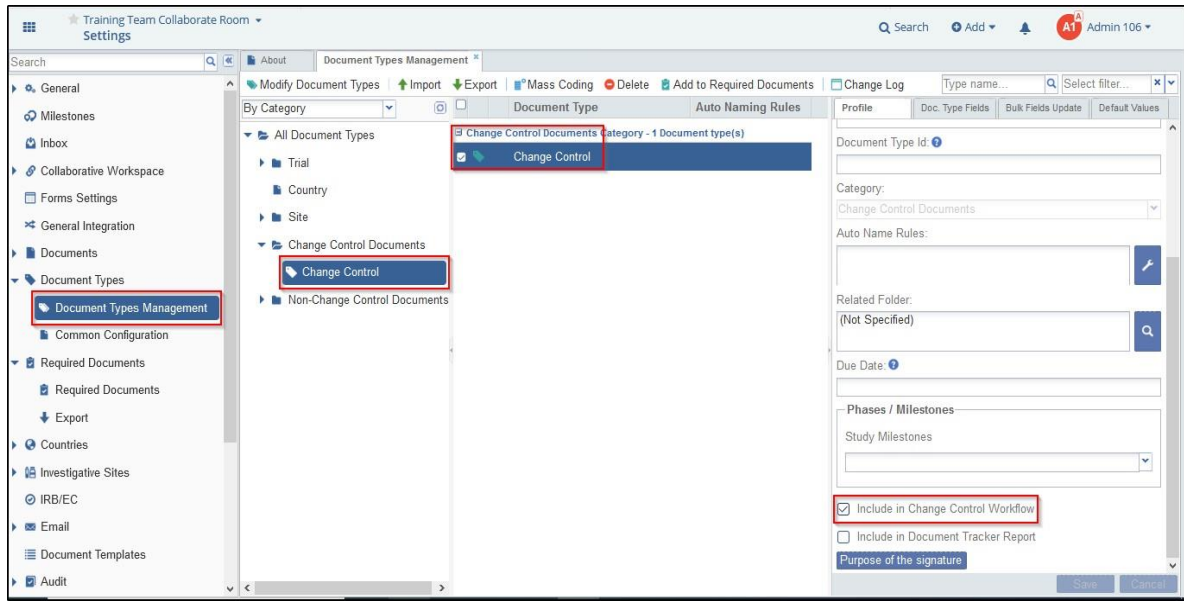 Training Team Collaborate Room
Settings
Search
Add
A
A1
Admin 106
Search
About
Document Types Management
General
Milestones
Inbox
Collaborative Workspace
Forms Settings
General Integration
Documents
Document Types
Document Types Management
Common Configuration
Required Documents
Required Documents
Export
Countries
Investigative Sites
IRB/EC
Email
Document Templates
Audit
Modify Document Types
Import
Export
Mass Coding
Delete
Add to Required Documents
Change Log
Type name...
Select filter...
By Category
All Document Types
Trial
Country
Site
Change Control Documents
Change Control
Non-Change Control Documents
Document Type
Auto Naming Rules
Change Control Documents Category - 1 Document type(s)
Change Control
Profile
Doc. Type Fields
Bulk Fields Update
Default Values
Document Type Id:
Category:
Change Control Documents
Auto Name Rules:
Related Folder:
(Not Specified)
Due Date:
Phases / Milestones
Study Milestones
Include in Change Control Workflow
Include in Document Tracker Report
Purpose of the signature
Save
Cancel